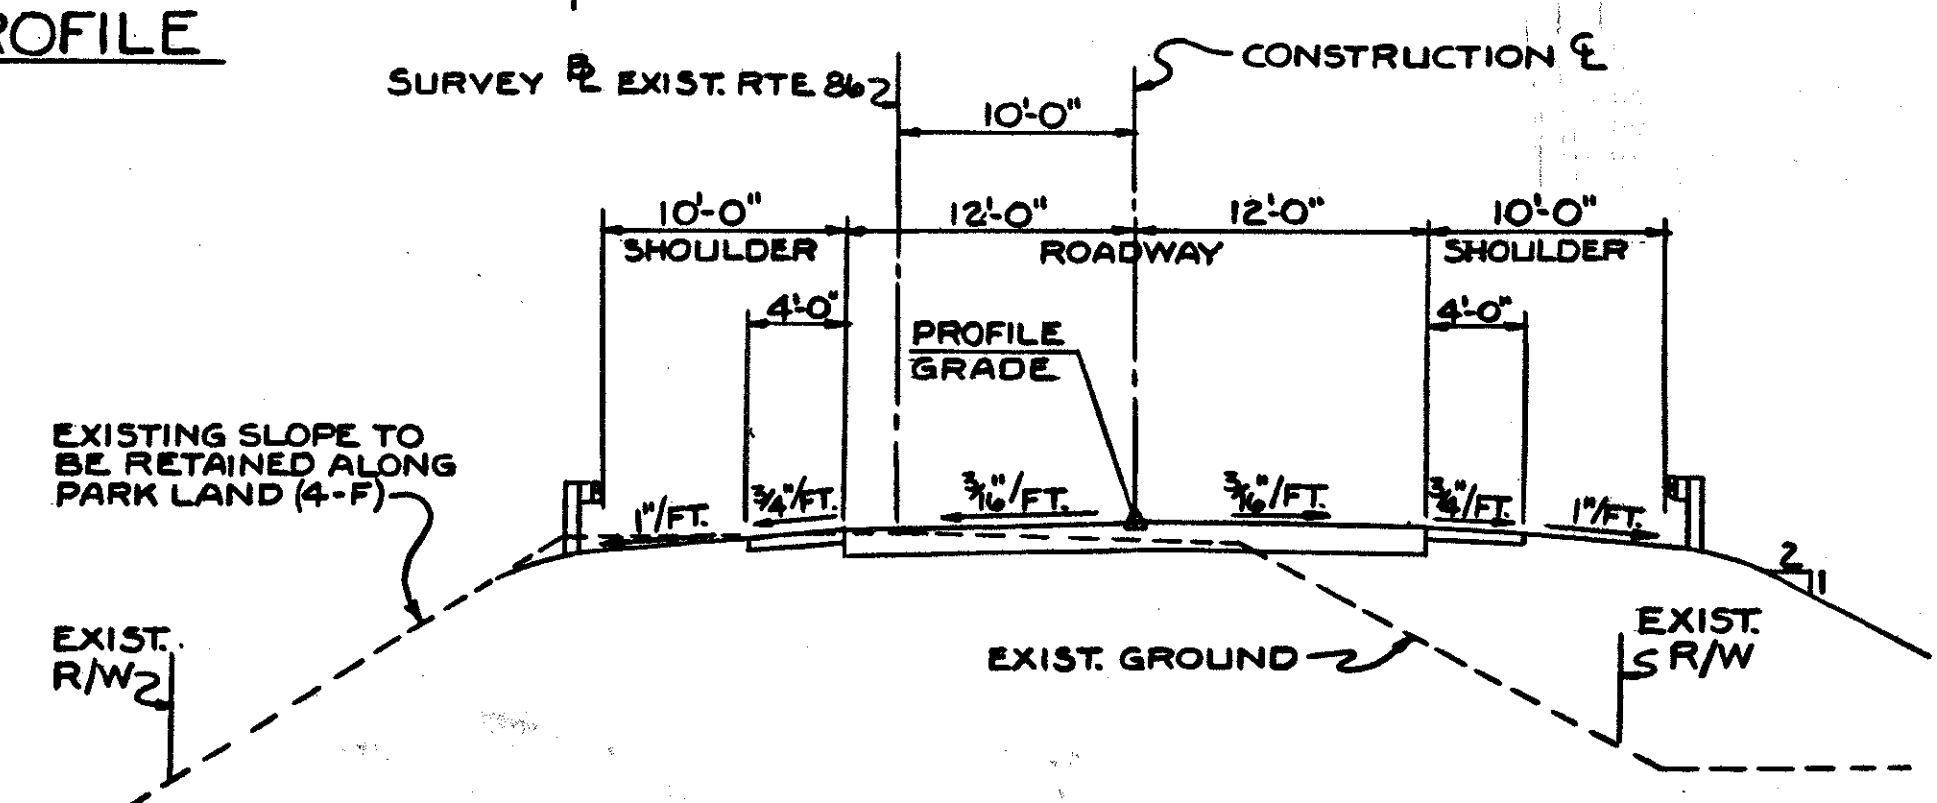 ROFILE
SURVEY ⅊ EXIST. RTE 86
CONSTRUCTION ℄
10'-0"
10'-0" 12'-0" 12'-0" 10'-0"
SHOULDER ROADWAY SHOULDER
4'-0" 4'-0"
PROFILE
GRADE
EXISTING SLOPE TO
BE RETAINED ALONG
PARK LAND (4-F)
1"/FT. 3/4"/FT. 3/16"/FT. 3/16"/FT. 3/4"/FT. 1"/FT.
2
1
EXIST.
R/W
EXIST. GROUND
EXIST.
R/W